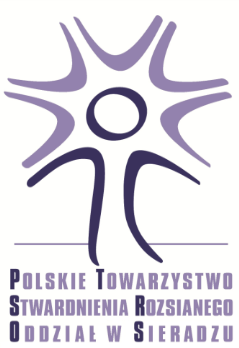 POLSKIE TOWARZYSTWO
STWARDNIENIA ROZSIANEGO
ODDZIAŁ W SIERADZU